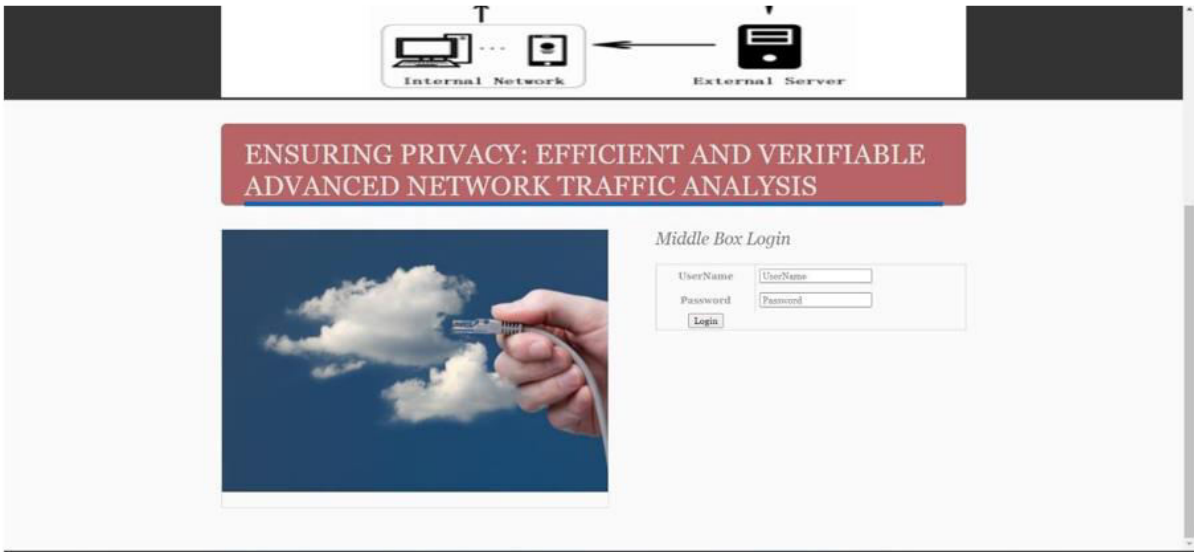 Internal Network
External Server
ENSURING PRIVACY: EFFICIENT AND VERIFIABLE
ADVANCED NETWORK TRAFFIC ANALYSIS
Middle Box Login
UserName UserName
Password Password
Login